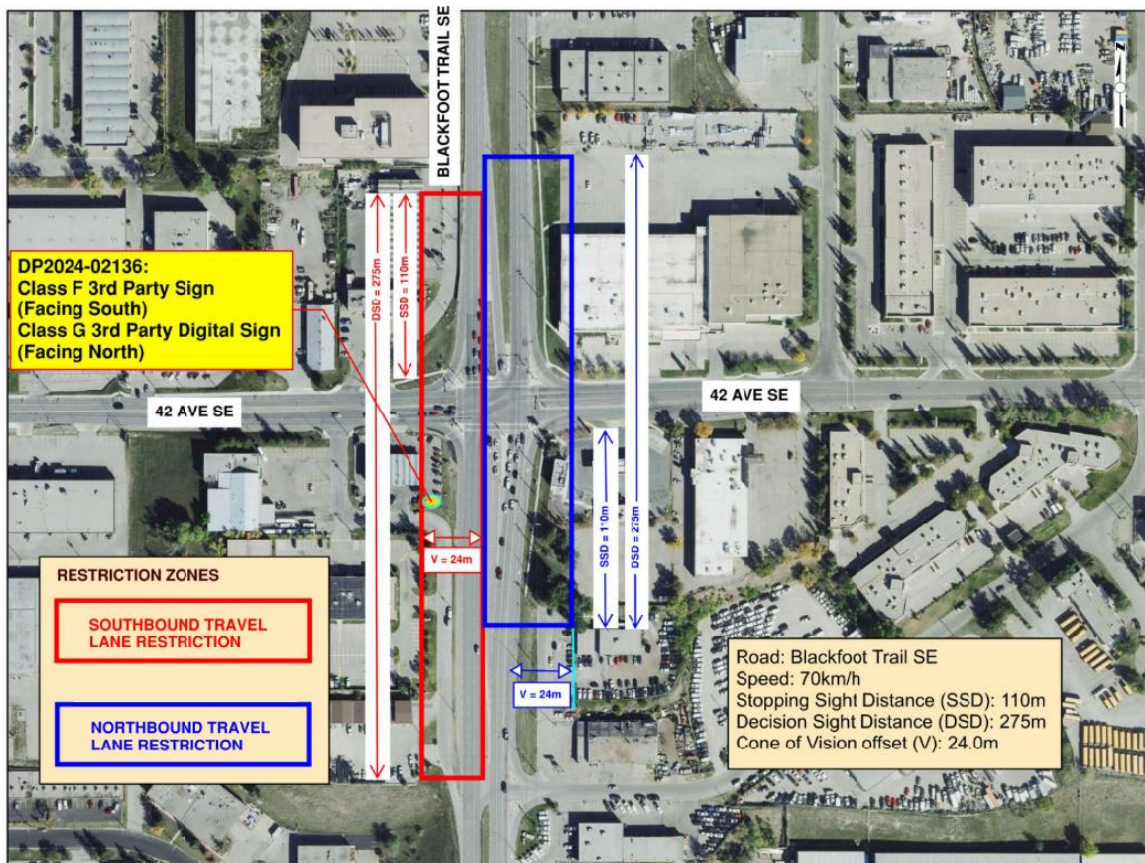 BLACKFOOT TRAIL SE
N
DP2024-02136:
Class F 3rd Party Sign
(Facing South)
Class G 3rd Party Digital Sign
(Facing North)
DSD = 275m
SSD = 110m
DSD = 275m
SSD = 110m
42 AVE SE
42 AVE SE
V = 24m
V = 24m
RESTRICTION ZONES
SOUTHBOUND TRAVEL
LANE RESTRICTION
NORTHBOUND TRAVEL
LANE RESTRICTION
Road: Blackfoot Trail SE
Speed: 70km/h
Stopping Sight Distance (SSD): 110m
Decision Sight Distance (DSD): 275m
Cone of Vision offset (V): 24.0m